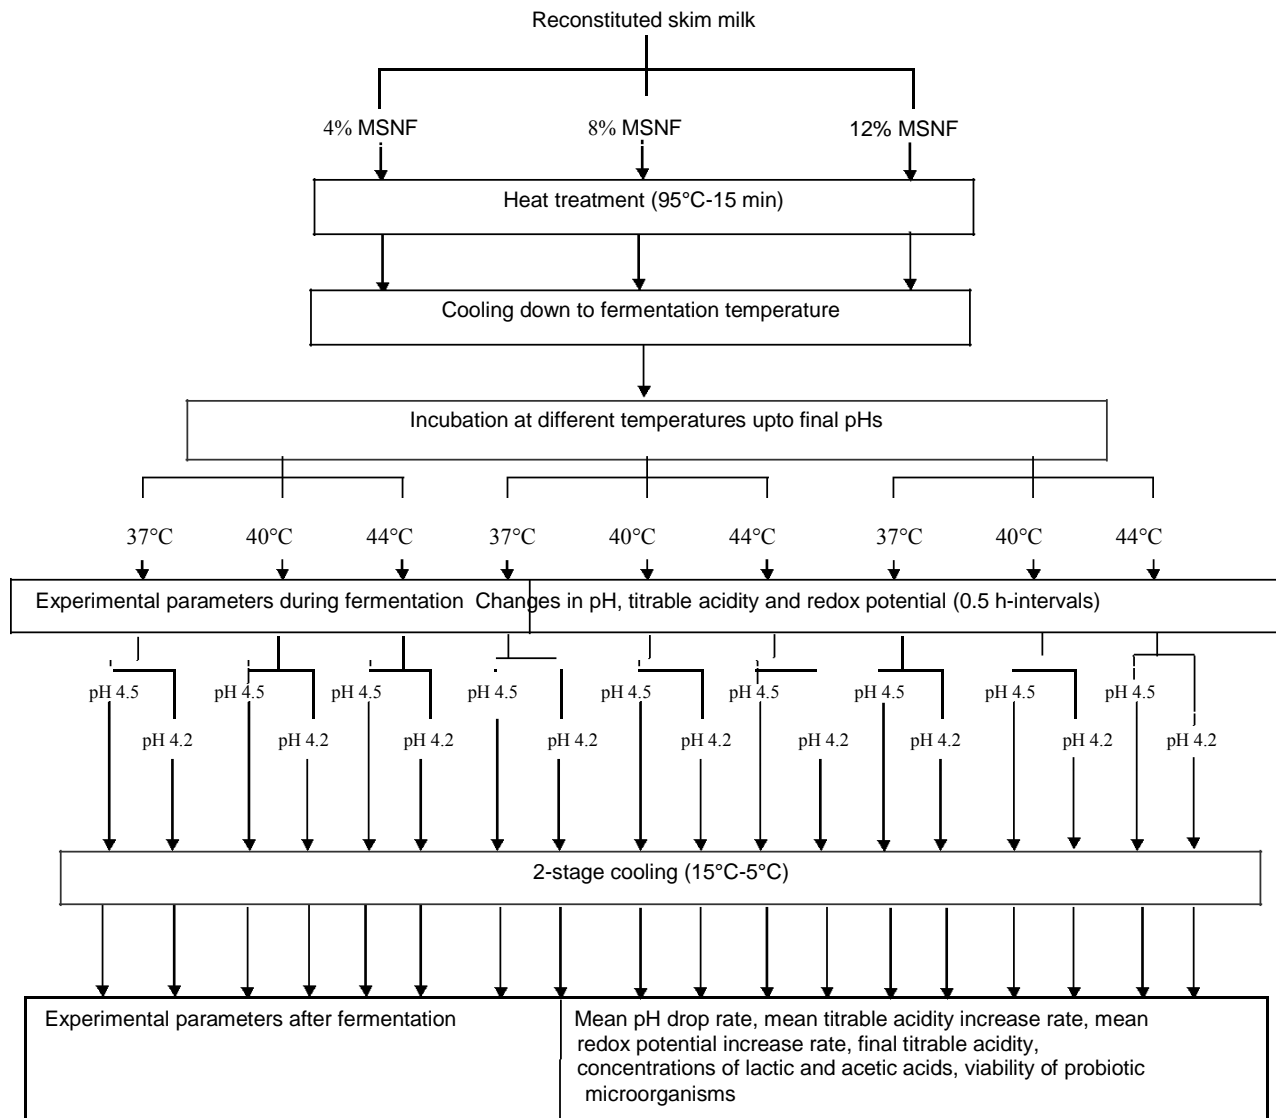 Reconstituted skim milk
4% MSNF 8% MSNF 12% MSNF
Heat treatment (95°C-15 min)
Cooling down to fermentation temperature
Incubation at different temperatures upto final pHs
37°C 40°C 44°C 37°C 40°C 44°C 37°C 40°C 44°C
Experimental parameters during fermentation Changes in pH, titrable acidity and redox potential (0.5 h-intervals)
pH 4.5 pH 4.5 pH 4.5 pH 4.5 pH 4.5 pH 4.5 pH 4.5 pH 4.5 pH 4.5
pH 4.2 pH 4.2 pH 4.2 pH 4.2 pH 4.2 pH 4.2 pH 4.2 pH 4.2 pH 4.2
2-stage cooling (15°C-5°C)
Experimental parameters after fermentation
Mean pH drop rate, mean titrable acidity increase rate, mean
redox potential increase rate, final titrable acidity,
concentrations of lactic and acetic acids, viability of probiotic
microorganisms